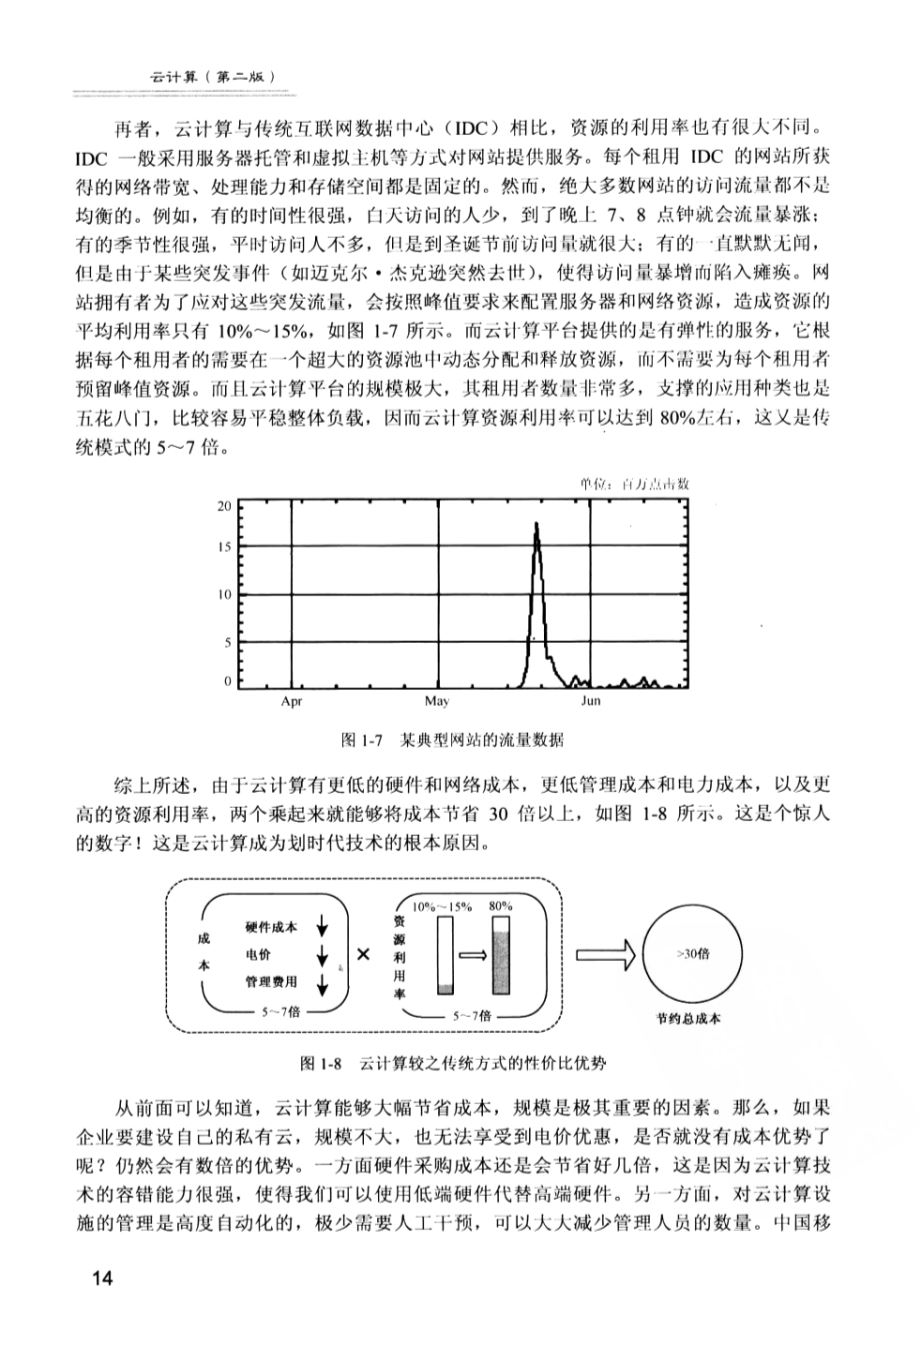 云计算（第二版）
再者，云计算与传统互联网数据中心（IDC）相比，资源的利用率也有很大不同。
IDC 一般采用服务器托管和虚拟主机等方式对网站提供服务。每个租用 IDC 的网站所获
得的网络带宽、处理能力和存储空间都是固定的。然而，绝大多数网站的访问流量都不是
均衡的。例如，有的时间性很强，白天访问的人少，到了晚上 7、8 点钟就会流量暴涨；
有的季节性很强，平时访问人不多，但是到圣诞节前访问量就很大；有的一直默默无闻，
但是由于某些突发事件（如迈克尔·杰克逊突然去世），使得访问量暴增而陷入瘫痪。网
站拥有者为了应对这些突发流量，会按照峰值要求来配置服务器和网络资源，造成资源的
平均利用率只有 10%～15%，如图 1-7 所示。而云计算平台提供的是有弹性的服务，它根
据每个租用者的需要在一个超大的资源池中动态分配和释放资源，而不需要为每个租用者
预留峰值资源。而且云计算平台的规模极大，其租用者数量非常多，支撑的应用种类也是
五花八门，比较容易平稳整体负载，因而云计算资源利用率可以达到 80%左右，这又是传
统模式的 5～7 倍。
单位：百万点击数
20
15
10
5
0
Apr May Jun
图 1-7 某典型网站的流量数据
综上所述，由于云计算有更低的硬件和网络成本，更低管理成本和电力成本，以及更
高的资源利用率，两个乘起来就能够将成本节省 30 倍以上，如图 1-8 所示。这是个惊人
的数字！这是云计算成为划时代技术的根本原因。
成本
硬件成本
电价
管理费用
5～7倍
×
资源利用率
10%～15% 80%
5～7倍
>30倍
节约总成本
图 1-8 云计算较之传统方式的性价比优势
从前面可以知道，云计算能够大幅节省成本，规模是极其重要的因素。那么，如果
企业要建设自己的私有云，规模不大，也无法享受到电价优惠，是否就没有成本优势了
呢？仍然会有数倍的优势。一方面硬件采购成本还是会节省好几倍，这是因为云计算技
术的容错能力很强，使得我们可以使用低端硬件代替高端硬件。另一方面，对云计算设
施的管理是高度自动化的，极少需要人工干预，可以大大减少管理人员的数量。中国移
14